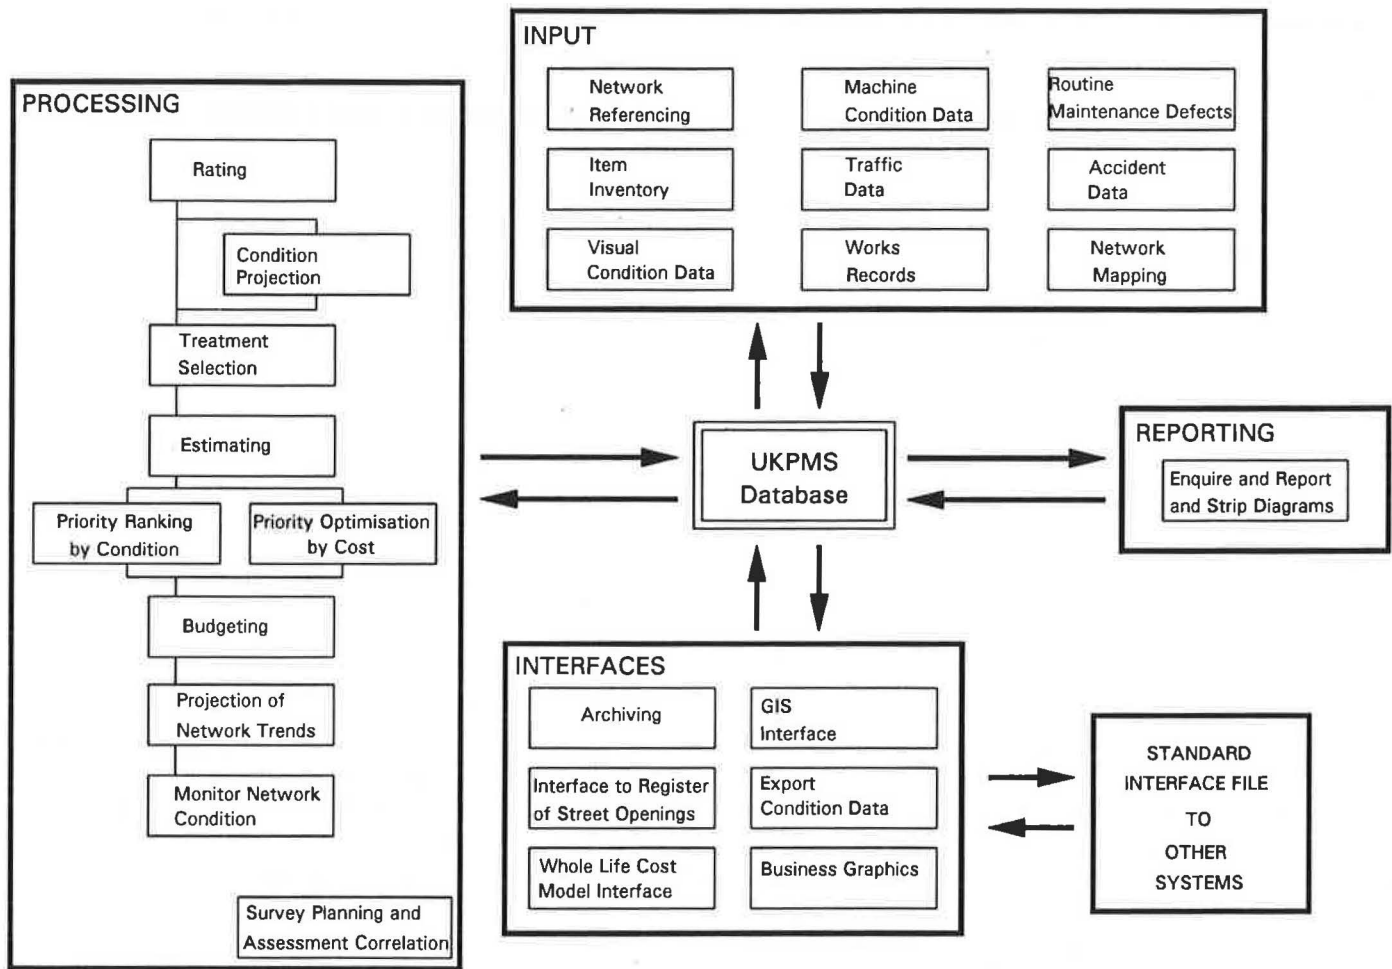 PROCESSING
Rating
Condition
Projection
Treatment
Selection
Estimating
Priority Ranking
by Condition
Priority Optimisation
by Cost
Budgeting
Projection of
Network Trends
Monitor Network
Condition
Survey Planning and
Assessment Correlation
INPUT
Network
Referencing
Machine
Condition Data
Routine
Maintenance Defects
Item
Inventory
Traffic
Data
Accident
Data
Visual
Condition Data
Works
Records
Network
Mapping
UKPMS
Database
REPORTING
Enquire and Report
and Strip Diagrams
INTERFACES
Archiving
GIS
Interface
Interface to Register
of Street Openings
Export
Condition Data
Whole Life Cost
Model Interface
Business Graphics
STANDARD
INTERFACE FILE
TO
OTHER
SYSTEMS